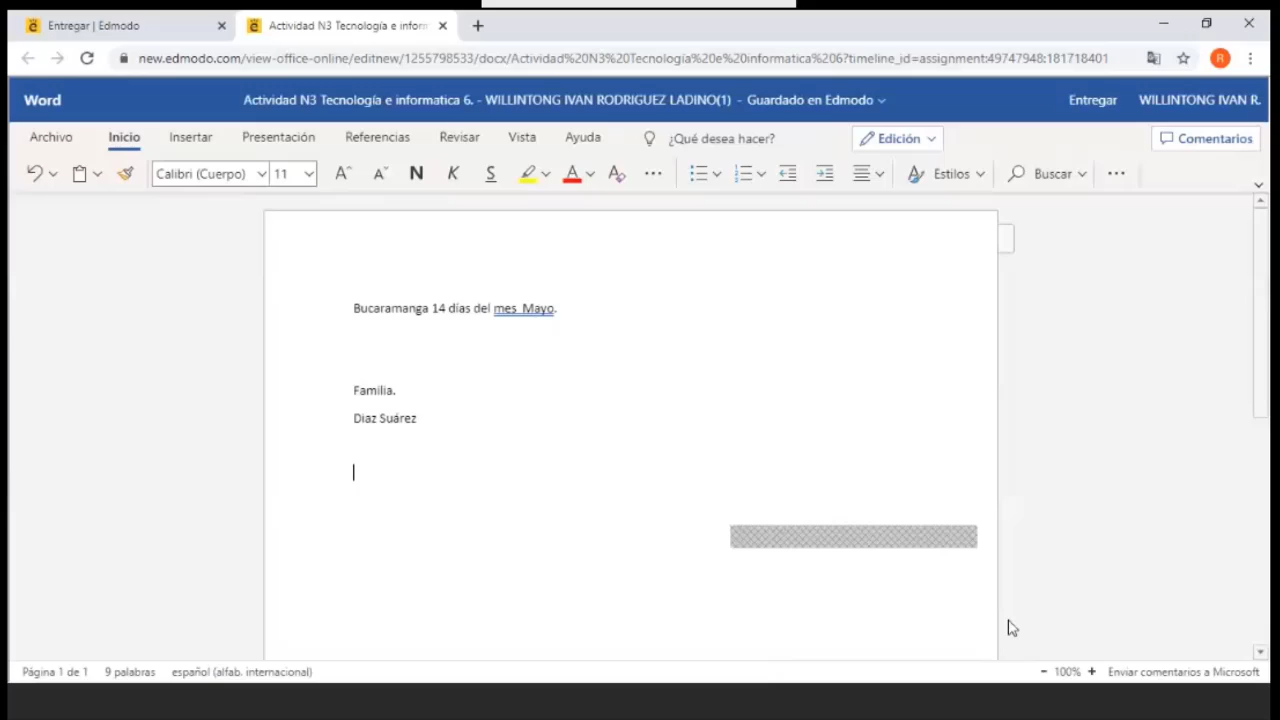 Entregar | Edmodo
Actividad N3 Tecnología e inforn
new.edmodo.com/view-office-online/editnew/1255798533/docx/Actividad%20N3%20Tecnología%20e%20informatica%206?timeline_id=assignment:49747948:181718401
R
Word
Actividad N3 Tecnología e informatica 6. - WILLINTONG IVAN RODRIGUEZ LADINO(1) - Guardado en Edmodo
Entregar
WILLINTONG IVAN R.
Archivo
Inicio
Insertar
Presentación
Referencias
Revisar
Vista
Ayuda
¿Qué desea hacer?
Edición
Comentarios
Calibri (Cuerpo)
11
A
A
N
K
S
A
Estilos
Buscar
Bucaramanga 14 días del mes Mayo.
Familia.
Diaz Suárez
Página 1 de 1
9 palabras
español (alfab. internacional)
- 100% +
Enviar comentarios a Microsoft